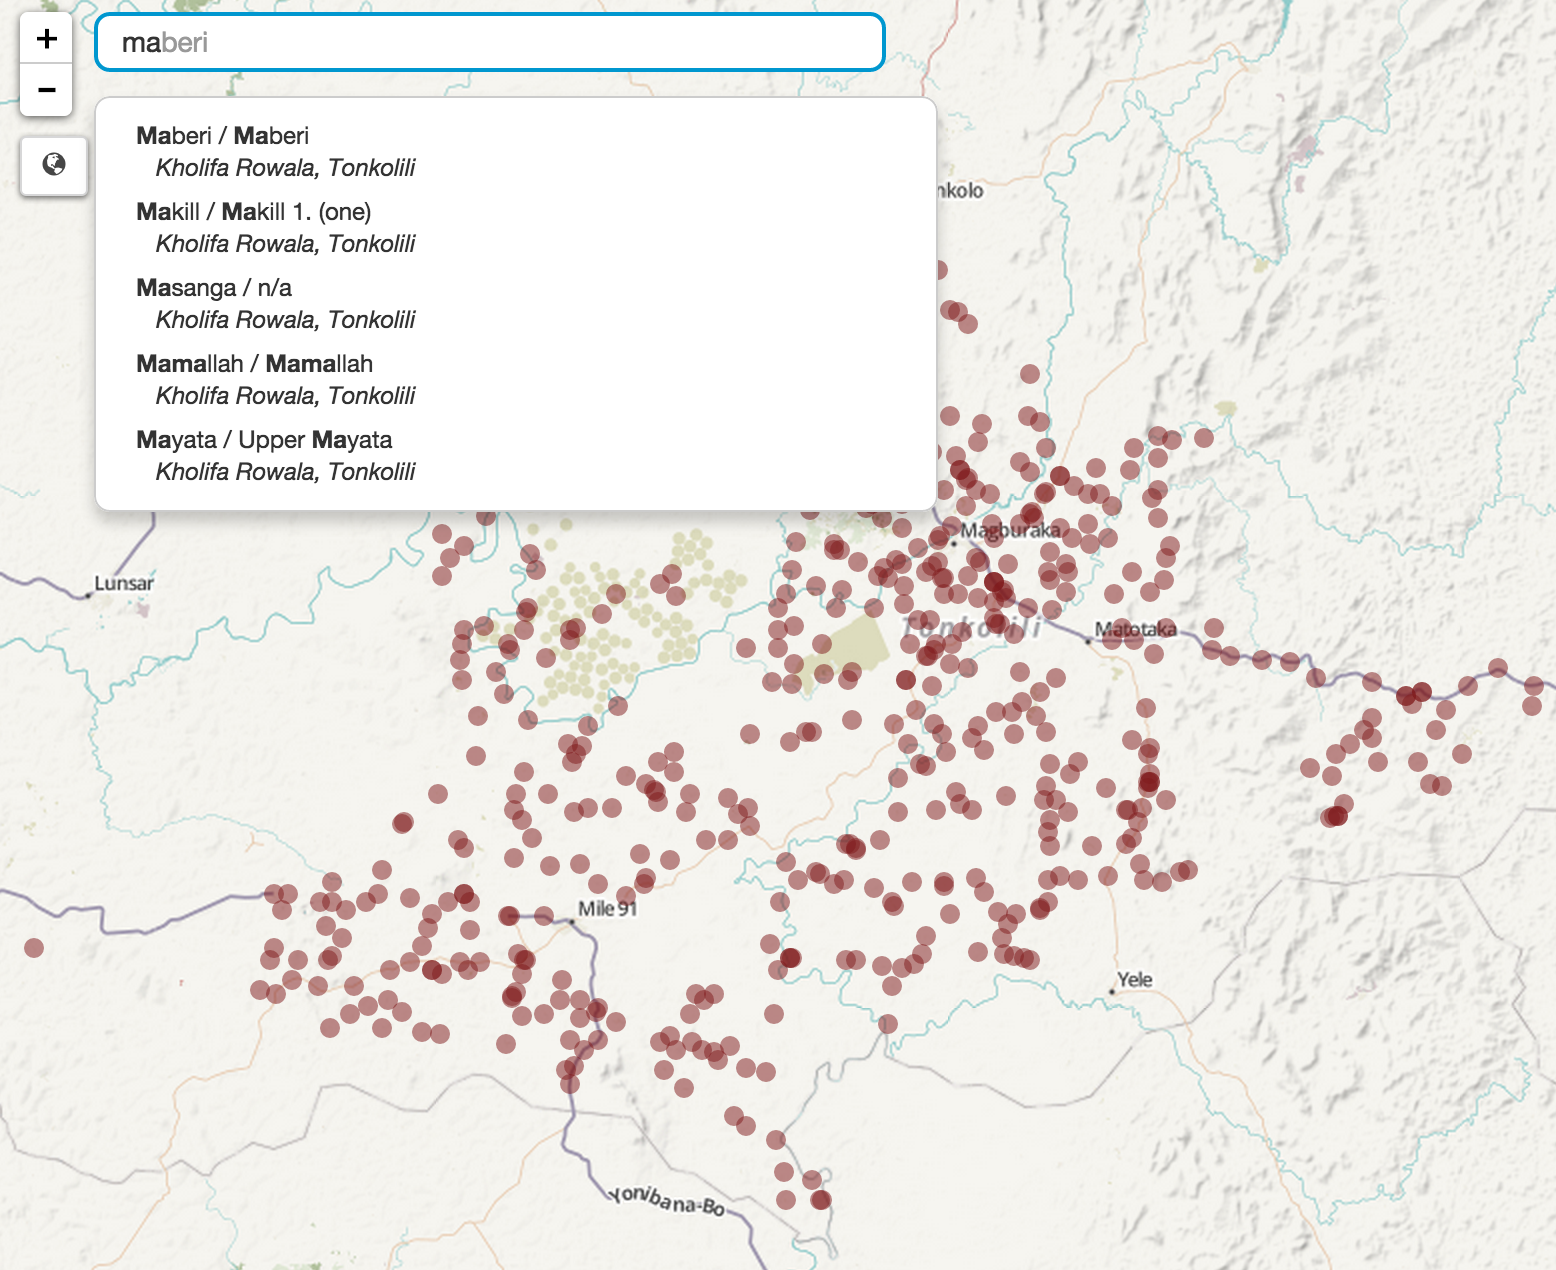 +
maberi
−
Maberi / Maberi
Kholifa Rowala, Tonkolili
Makill / Makill 1. (one)
Kholifa Rowala, Tonkolili
Masanga / n/a
Kholifa Rowala, Tonkolili
Mamallah / Mamallah
Kholifa Rowala, Tonkolili
Mayata / Upper Mayata
Kholifa Rowala, Tonkolili
nkolo
Magburaka
Lunsar
Tonkolili
Matotaka
Mile 91
Yele
Yonibana-Bo